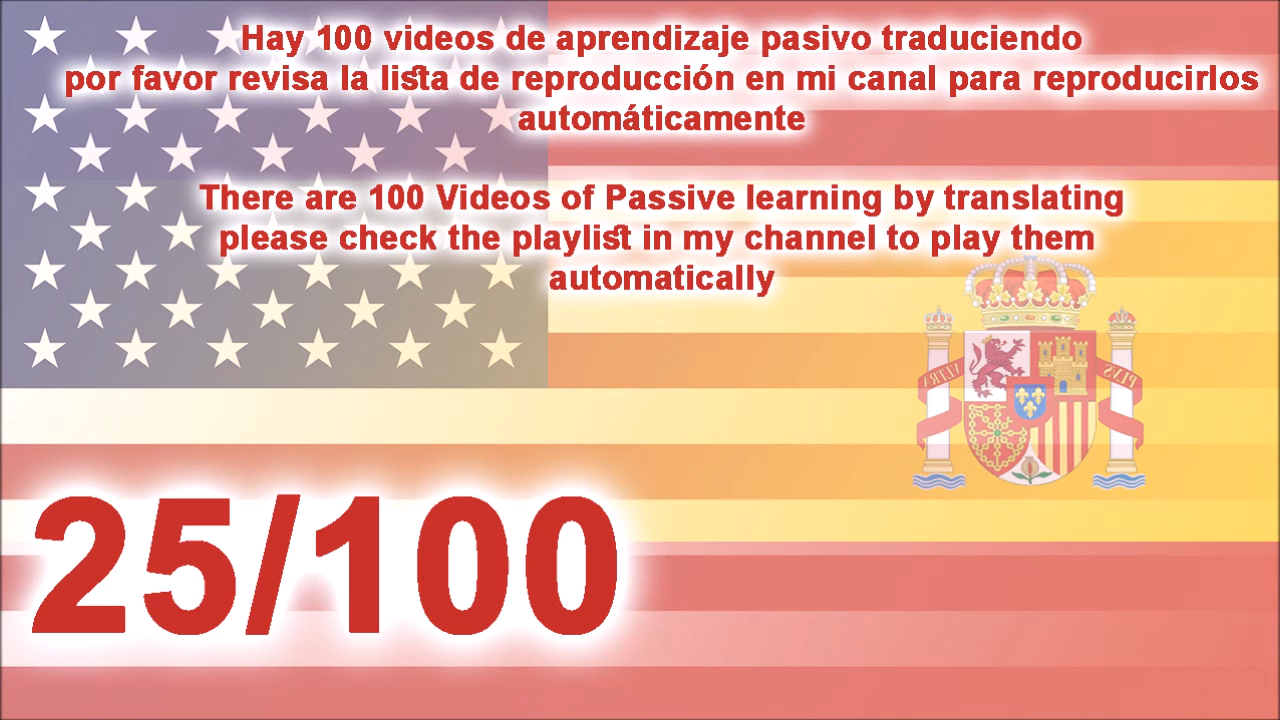 Hay 100 videos de aprendizaje pasivo traduciendo
por favor revisa la lista de reproducción en mi canal para reproducirlos
automáticamente
There are 100 Videos of Passive learning by translating
please check the playlist in my channel to play them
automatically
25/100